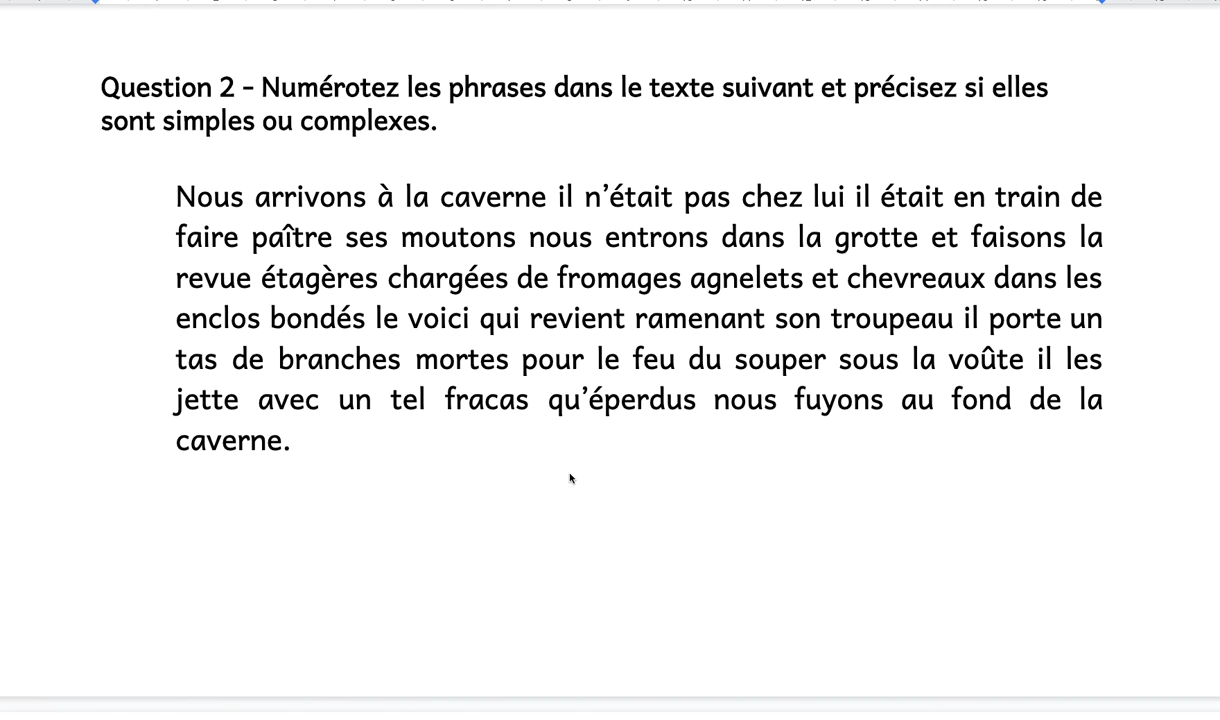 Question 2 - Numérotez les phrases dans le texte suivant et précisez si elles
sont simples ou complexes.
Nous arrivons à la caverne il n’était pas chez lui il était en train de
faire paître ses moutons nous entrons dans la grotte et faisons la
revue étagères chargées de fromages agnelets et chevreaux dans les
enclos bondés le voici qui revient ramenant son troupeau il porte un
tas de branches mortes pour le feu du souper sous la voûte il les
jette avec un tel fracas qu’éperdus nous fuyons au fond de la
caverne.